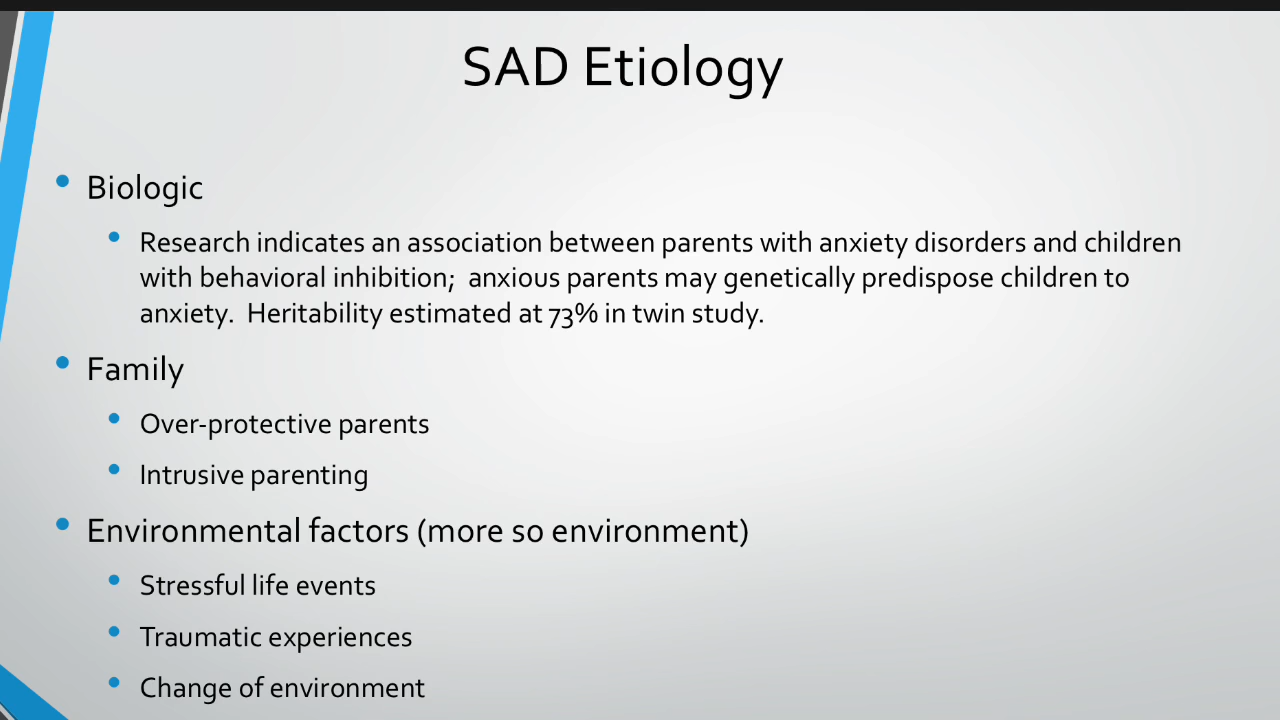 SAD Etiology
• Biologic
• Research indicates an association between parents with anxiety disorders and children
with behavioral inhibition;  anxious parents may genetically predispose children to
anxiety.  Heritability estimated at 73% in twin study.
• Family
• Over-protective parents
• Intrusive parenting
• Environmental factors (more so environment)
• Stressful life events
• Traumatic experiences
• Change of environment